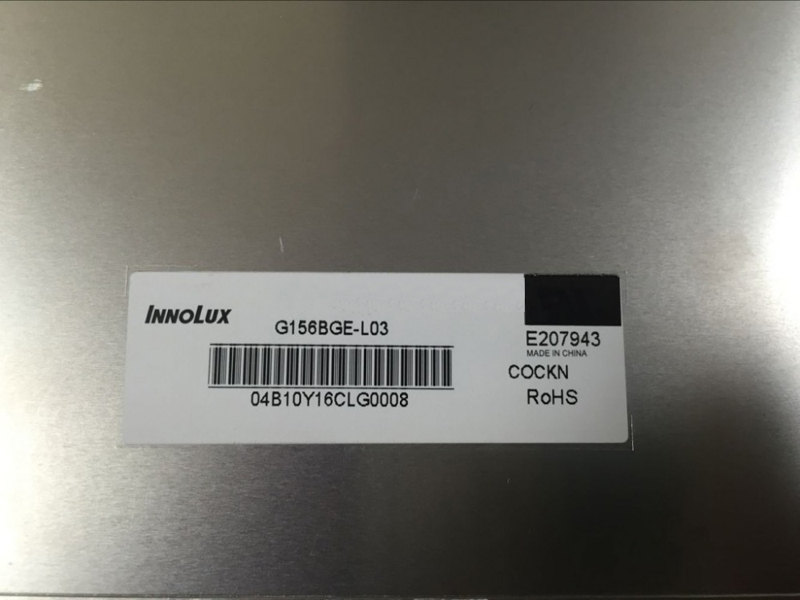 INNOLUX
G156BGE-L03
04B10Y16CLG0008
E207943
MADE IN CHINA
COCKN
RoHS